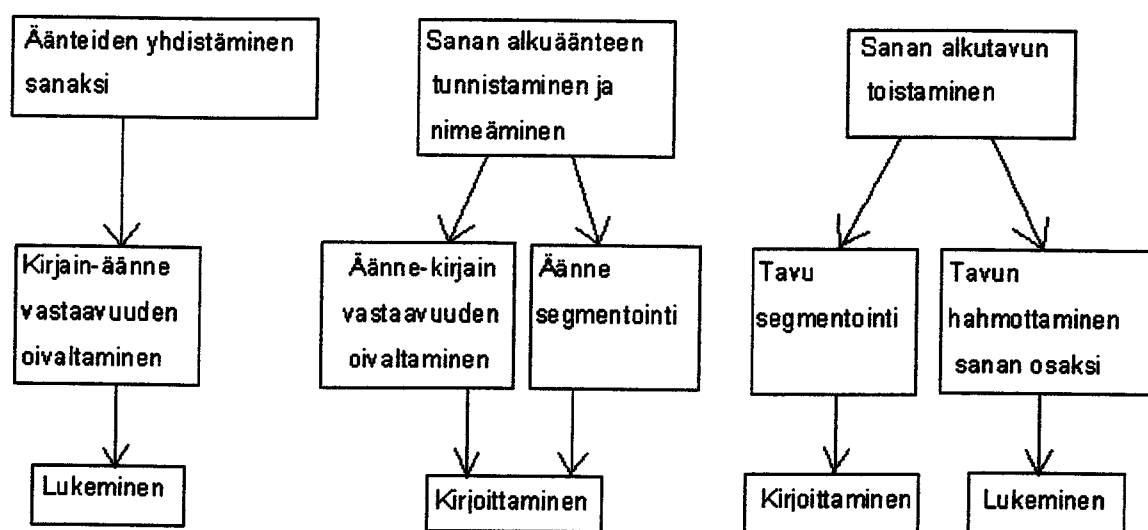 Äänteiden yhdistäminen
sanaksi
Sanan alkuäänteen
tunnistaminen ja
nimeäminen
Sanan alkutavun
toistaminen
Kirjain-äänne
vastaavuuden
oivaltaminen
Äänne-kirjain
vastaavuuden
oivaltaminen
Äänne
segmentointi
Tavu
segmentointi
Tavun
hahmottaminen
sanan osaksi
Lukeminen
Kirjoittaminen
Kirjoittaminen
Lukeminen